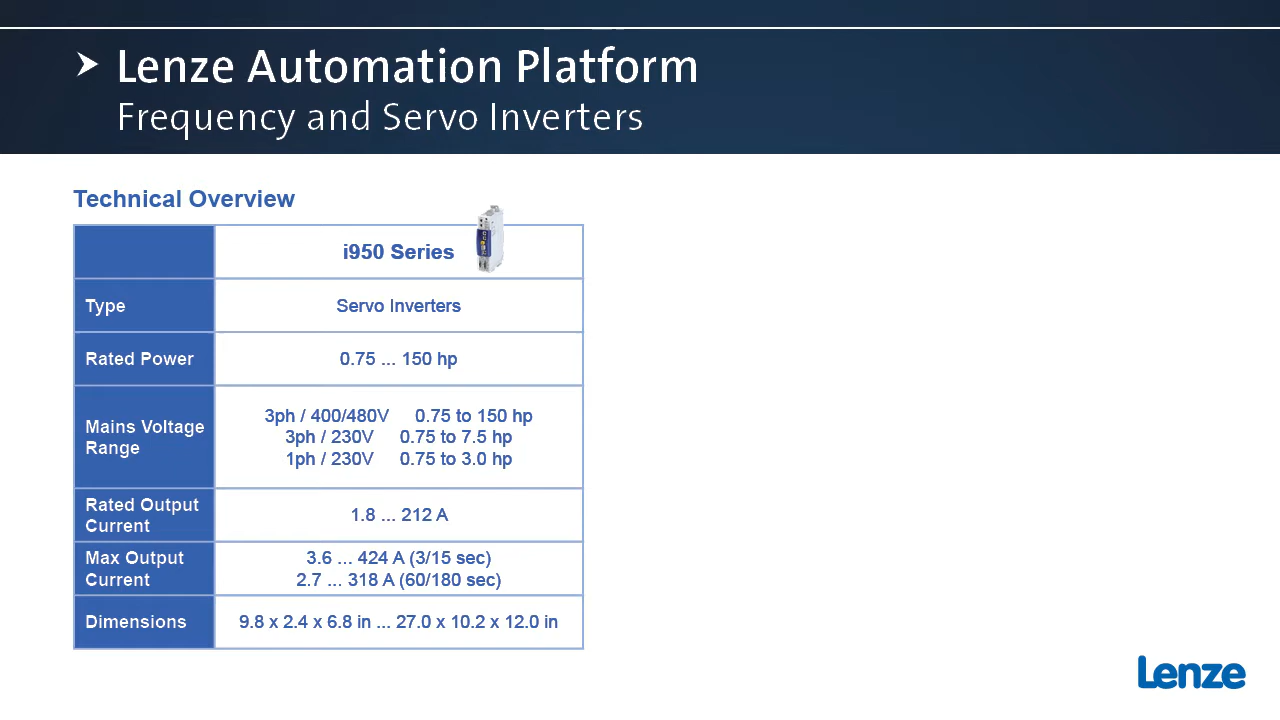 Lenze Automation Platform
Frequency and Servo Inverters
Technical Overview
i950 Series
Type
Servo Inverters
Rated Power
0.75 ... 150 hp
Mains Voltage
Range
3ph / 400/480V 0.75 to 150 hp
3ph / 230V 0.75 to 7.5 hp
1ph / 230V 0.75 to 3.0 hp
Rated Output
Current
1.8 ... 212 A
Max Output
Current
3.6 ... 424 A (3/15 sec)
2.7 ... 318 A (60/180 sec)
Dimensions
9.8 x 2.4 x 6.8 in ... 27.0 x 10.2 x 12.0 in
Lenze